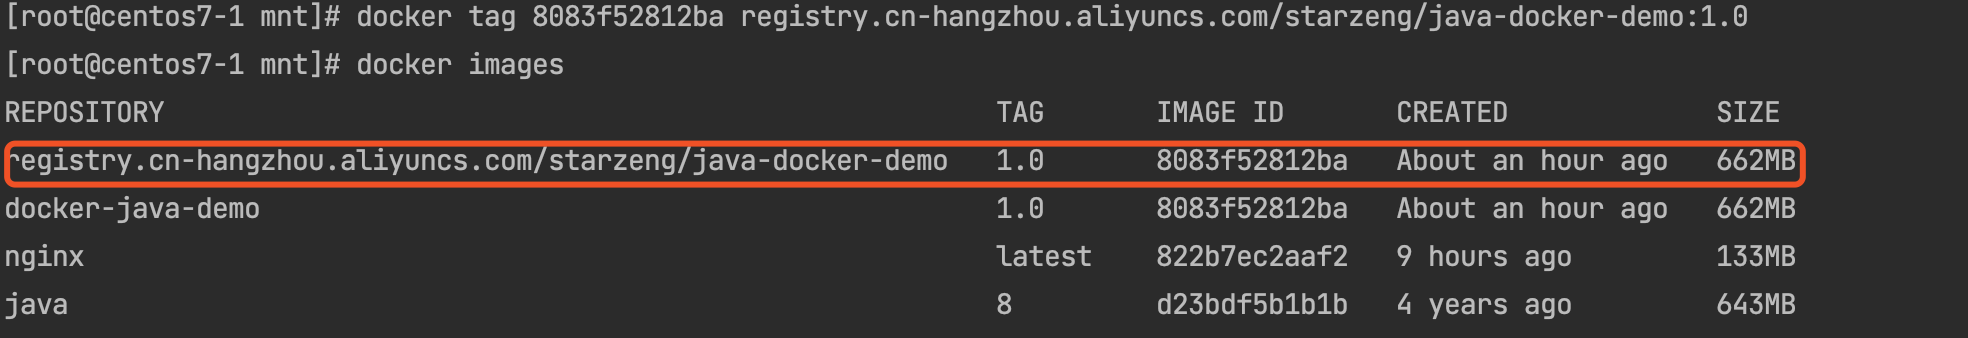 [root@centos7-1 mnt]# docker tag 8083f52812ba registry.cn-hangzhou.aliyuncs.com/starzeng/java-docker-demo:1.0
[root@centos7-1 mnt]# docker images
REPOSITORY TAG IMAGE ID CREATED SIZE
registry.cn-hangzhou.aliyuncs.com/starzeng/java-docker-demo 1.0 8083f52812ba About an hour ago 662MB
docker-java-demo 1.0 8083f52812ba About an hour ago 662MB
nginx latest 822b7ec2aaf2 9 hours ago 133MB
java 8 d23bdf5b1b1b 4 years ago 643MB